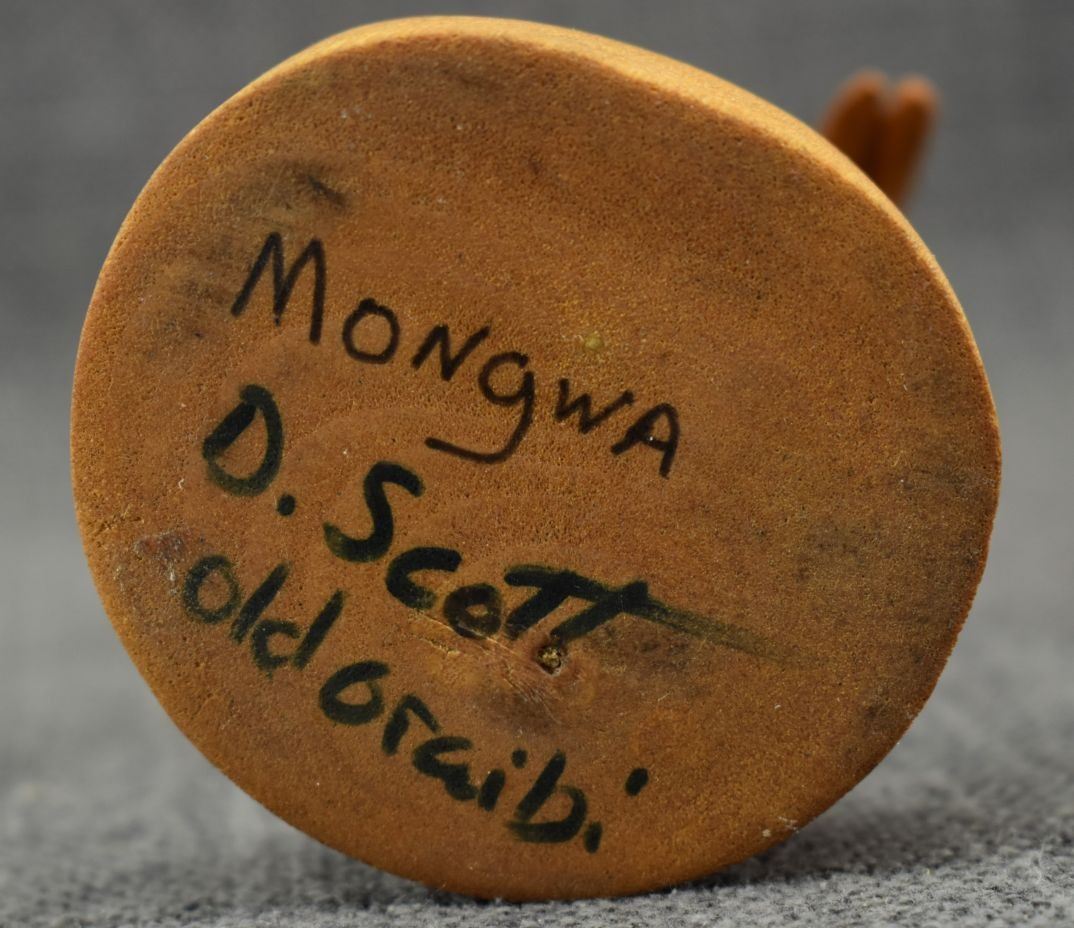 MoNgwA
D. Scott
old oraibi